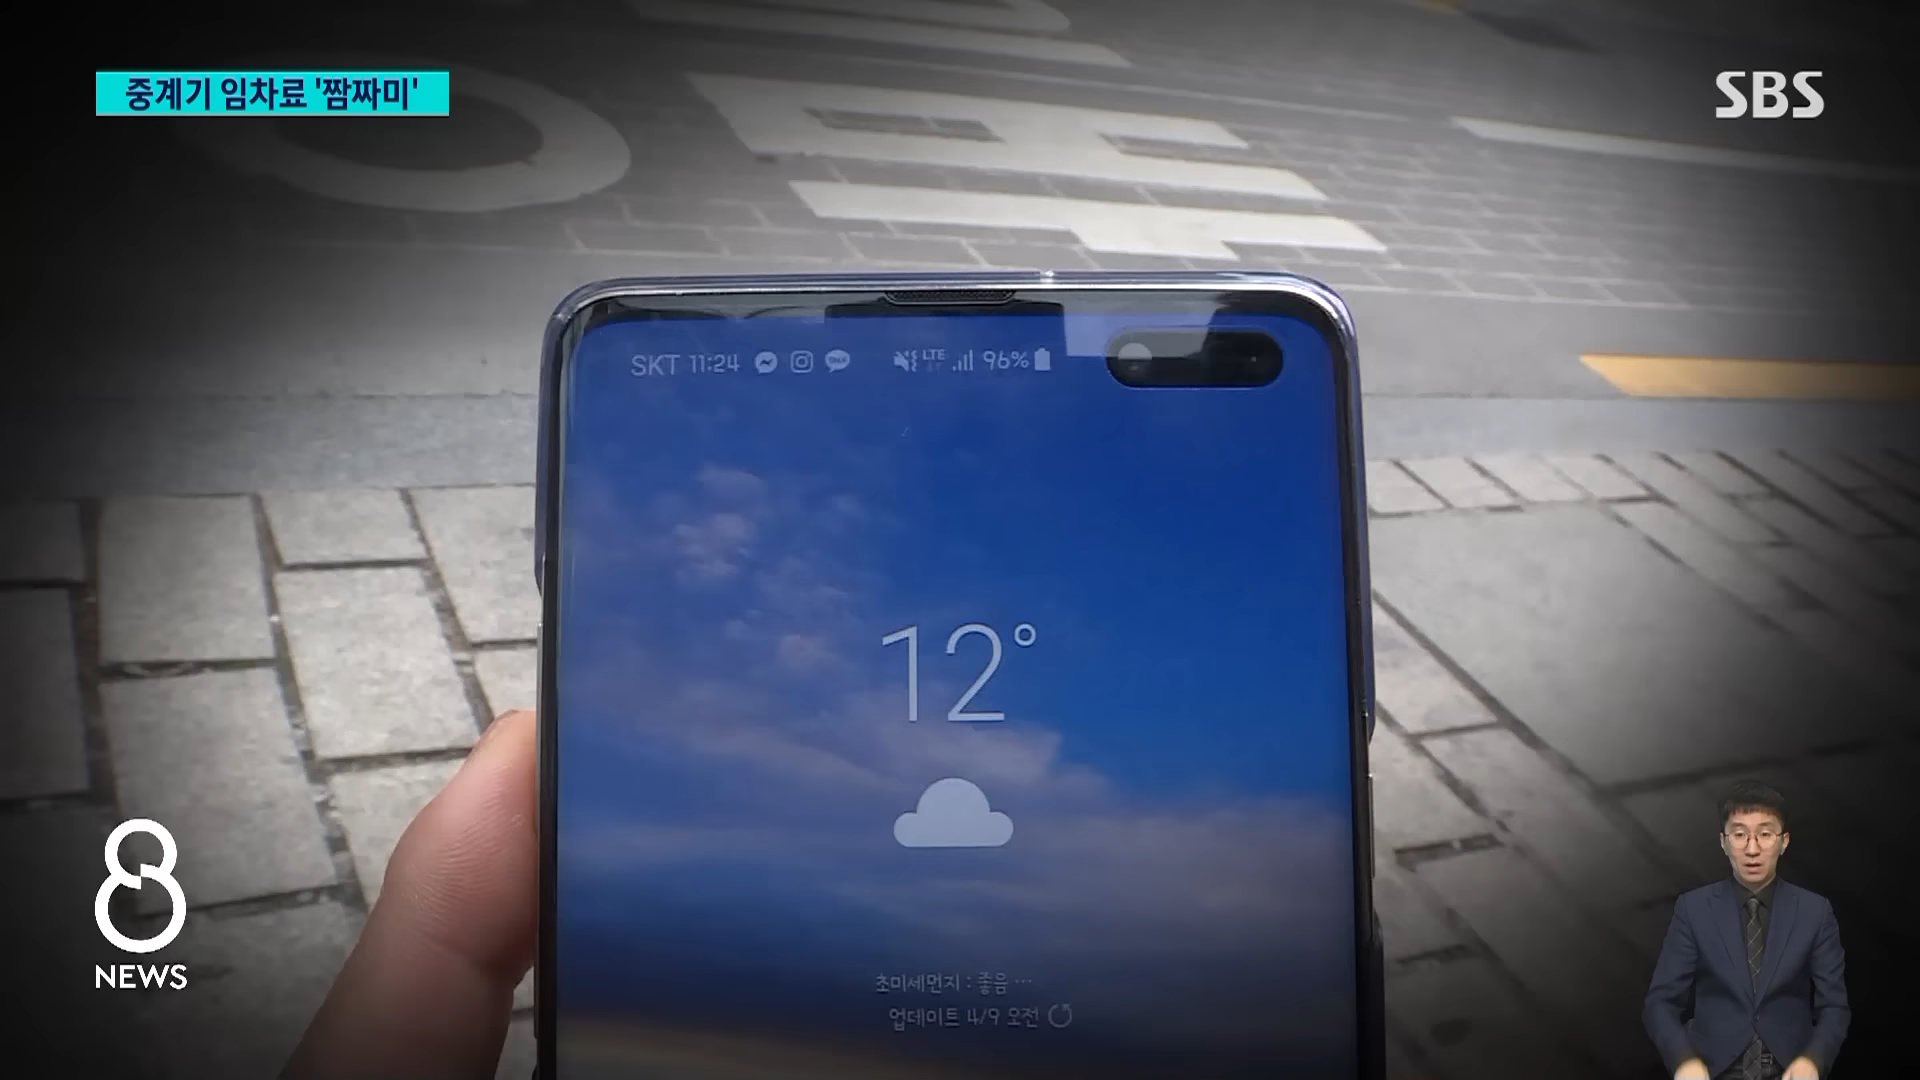 중계기 임차료 '짬짜미'
SBS
SKT 11:24 LTE 96%
12°
초미세먼지 : 좋음 ···
업데이트 4/9 오전
8
NEWS